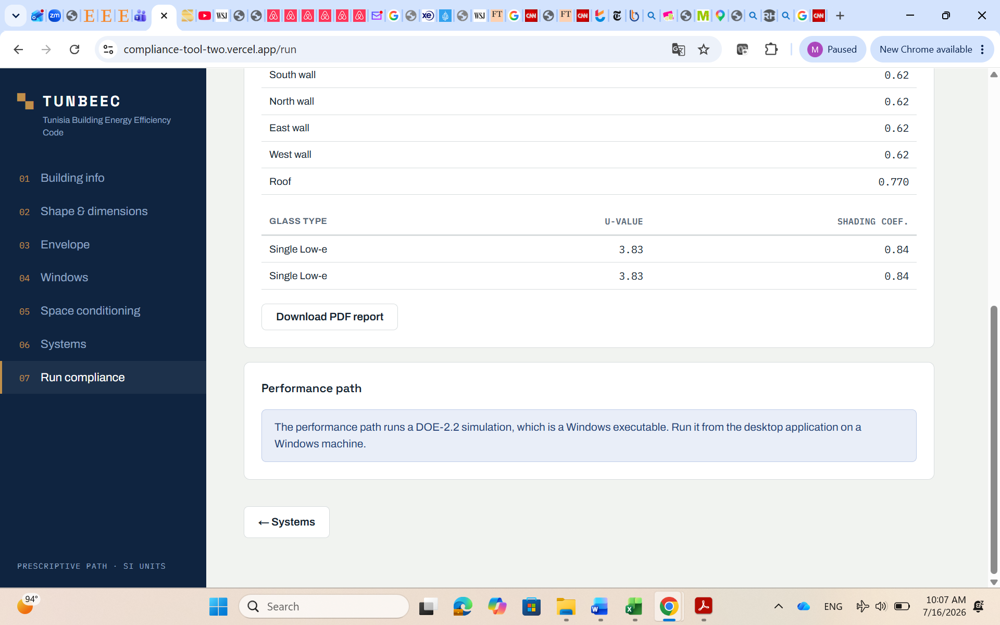 compliance-tool-two.vercel.app/run
M
Paused
New Chrome available
TUNBEEC
Tunisia Building Energy Efficiency
Code
01 Building info
02 Shape & dimensions
03 Envelope
04 Windows
05 Space conditioning
06 Systems
07 Run compliance
PRESCRIPTIVE PATH · SI UNITS
South wall 0.62
North wall 0.62
East wall 0.62
West wall 0.62
Roof 0.770
GLASS TYPE U-VALUE SHADING COEF.
Single Low-e 3.83 0.84
Single Low-e 3.83 0.84
Download PDF report
Performance path
The performance path runs a DOE-2.2 simulation, which is a Windows executable. Run it from the desktop application on a
Windows machine.
← Systems
94°
Search
ENG
10:07 AM
7/16/2026